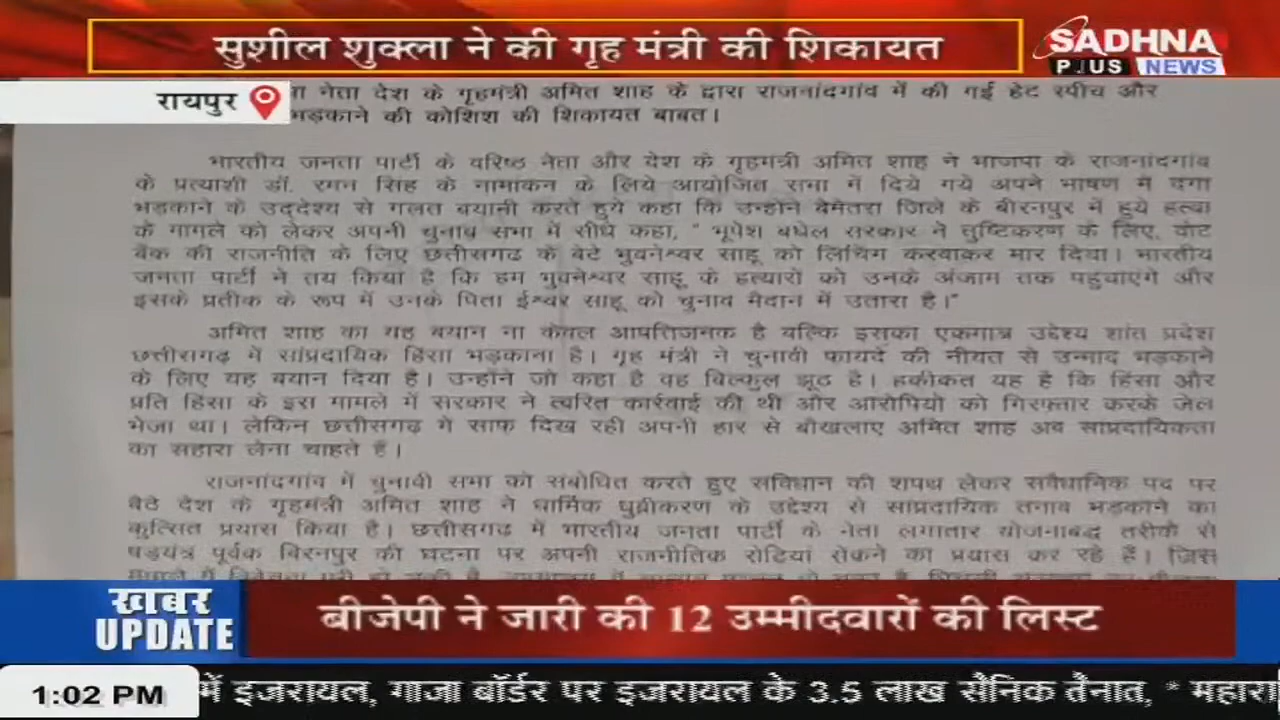 सुशील शुक्ला ने की गृह मंत्री की शिकायत
SADHNA
PLUS NEWS
रायपुर
नेता देश के गृहमंत्री अमित शाह के द्वारा राजनांदगांव में की गई हेट स्पीच और
भड़काने की कोशिश की शिकायत बाबत।
भारतीय जनता पार्टी के वरिष्ठ नेता और देश के गृहमंत्री अमित शाह ने भाजपा के राजनांदगांव
के प्रत्याशी डॉ. रमन सिंह के नामांकन के लिये आयोजित सभा में दिये गये अपने भाषण में दंगा
भड़काने के उद्देश्य से गलत बयानी करते हुये कहा कि उन्होंने बेमेतरा जिले के बीरनपुर में हुये हत्या
के मामले को लेकर अपनी चुनाव सभा में सीधे कहा, " भूपेश बघेल सरकार ने तुष्टिकरण के लिए, वोट
बैंक की राजनीति के लिए छत्तीसगढ के बेटे भुवनेश्वर साहू को लिंचिंग करवाकर मार दिया। भारतीय
जनता पार्टी ने तय किया है कि हम भुवनेश्वर साहू के हत्यारों को उनके अंजाम तक पहुचाएंगे और
इसके प्रतीक के रूप में उनके पिता ईश्वर साहू को चुनाव मैदान में उतारा है।"
अमित शाह का यह बयान ना केवल आपत्तिजनक है बल्कि इसका एकमात्र उद्देश्य शांत प्रदेश
छत्तीसगढ़ में सांप्रदायिक हिंसा भड़काना है। गृह मंत्री ने चुनावी फायदे की नीयत से उन्माद भड़काने
के लिए यह बयान दिया है। उन्होंने जो कहा है वह बिल्कुल झूठ है। हकीकत यह है कि हिंसा और
प्रति हिंसा के इस मामले में सरकार ने त्वरित कार्रवाई की थी और आरोपियों को गिरफ्तार करके जेल
भेजा था। लेकिन छत्तीसगढ़ में साफ दिख रही अपनी हार से बौखलाए अमित शाह अब सांप्रदायिकता
का सहारा लेना चाहते हैं।
राजनांदगांव में चुनावी सभा को संबोधित करते हुए संविधान की शपथ लेकर संवैधानिक पद पर
बैठे देश के गृहमंत्री अमित शाह ने धार्मिक ध्रुवीकरण के उद्देश्य से सांप्रदायिक तनाव भड़काने का
कुत्सित प्रयास किया है। छत्तीसगढ में भारतीय जनता पार्टी के नेता लगातार योजनाबद्ध तरीके से
षड़यंत्र पूर्वक बिरनपुर की घटना पर अपनी राजनीतिक रोटियां सेकने का प्रयास कर रहे हैं। जिस
खबर
UPDATE
बीजेपी ने जारी की 12 उम्मीदवारों की लिस्ट
1:02 PM
में इजरायल, गाजा बॉर्डर पर इजरायल के 3.5 लाख सैनिक तैनात, *